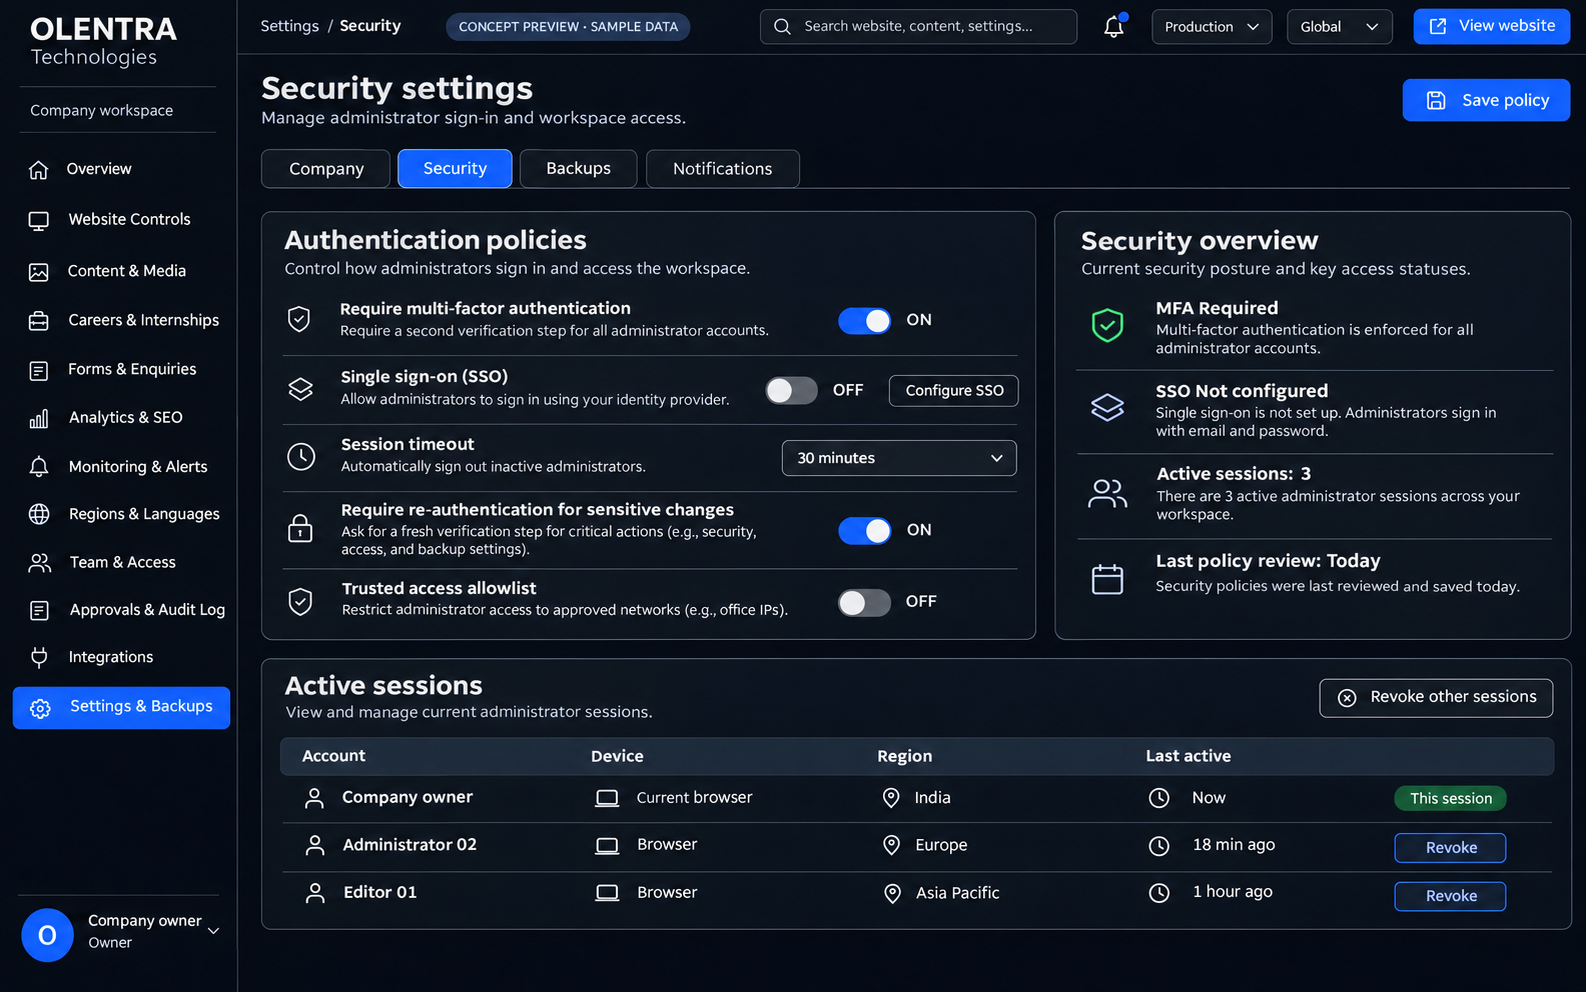 OLENTRA
Technologies
Company workspace
Overview
Website Controls
Content & Media
Careers & Internships
Forms & Enquiries
Analytics & SEO
Monitoring & Alerts
Regions & Languages
Team & Access
Approvals & Audit Log
Integrations
Settings & Backups
O
Company owner
Owner
Settings / Security
CONCEPT PREVIEW · SAMPLE DATA
Search website, content, settings...
Production
Global
View website
Security settings
Manage administrator sign-in and workspace access.
Save policy
Company
Security
Backups
Notifications
Authentication policies
Control how administrators sign in and access the workspace.
Require multi-factor authentication
Require a second verification step for all administrator accounts.
ON
Single sign-on (SSO)
Allow administrators to sign in using your identity provider.
OFF
Configure SSO
Session timeout
Automatically sign out inactive administrators.
30 minutes
Require re-authentication for sensitive changes
Ask for a fresh verification step for critical actions (e.g., security,
access, and backup settings).
ON
Trusted access allowlist
Restrict administrator access to approved networks (e.g., office IPs).
OFF
Security overview
Current security posture and key access statuses.
MFA Required
Multi-factor authentication is enforced for all
administrator accounts.
SSO Not configured
Single sign-on is not set up. Administrators sign in
with email and password.
Active sessions: 3
There are 3 active administrator sessions across your
workspace.
Last policy review: Today
Security policies were last reviewed and saved today.
Active sessions
View and manage current administrator sessions.
Revoke other sessions
Account Device Region Last active
Company owner Current browser India Now This session
Administrator 02 Browser Europe 18 min ago Revoke
Editor 01 Browser Asia Pacific 1 hour ago Revoke